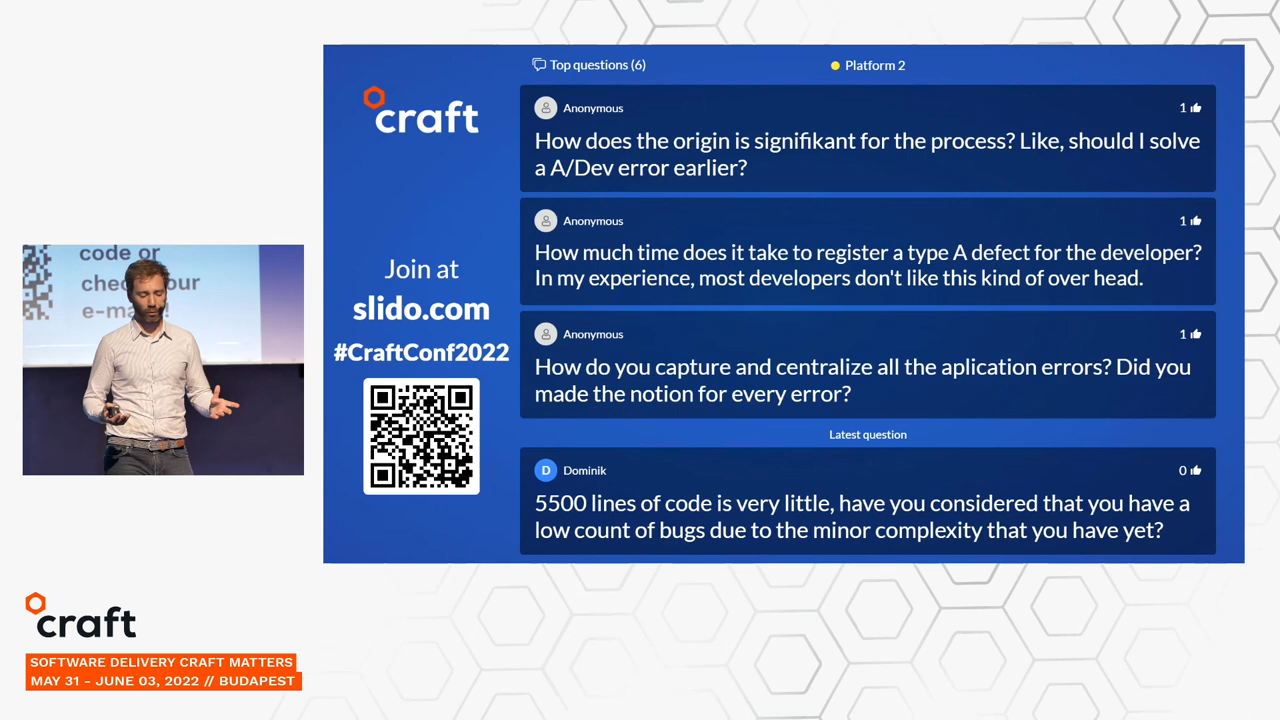 Top questions (6)
Platform 2
craft
Anonymous
1
How does the origin is signifikant for the process? Like, should I solve
a A/Dev error earlier?
Anonymous
1
How much time does it take to register a type A defect for the developer?
In my experience, most developers don't like this kind of over head.
Anonymous
1
How do you capture and centralize all the aplication errors? Did you
made the notion for every error?
Latest question
D
Dominik
0
5500 lines of code is very little, have you considered that you have a
low count of bugs due to the minor complexity that you have yet?
Join at
slido.com
#CraftConf2022
code or
your
e-ma
craft
SOFTWARE DELIVERY CRAFT MATTERS
MAY 31 - JUNE 03, 2022 // BUDAPEST